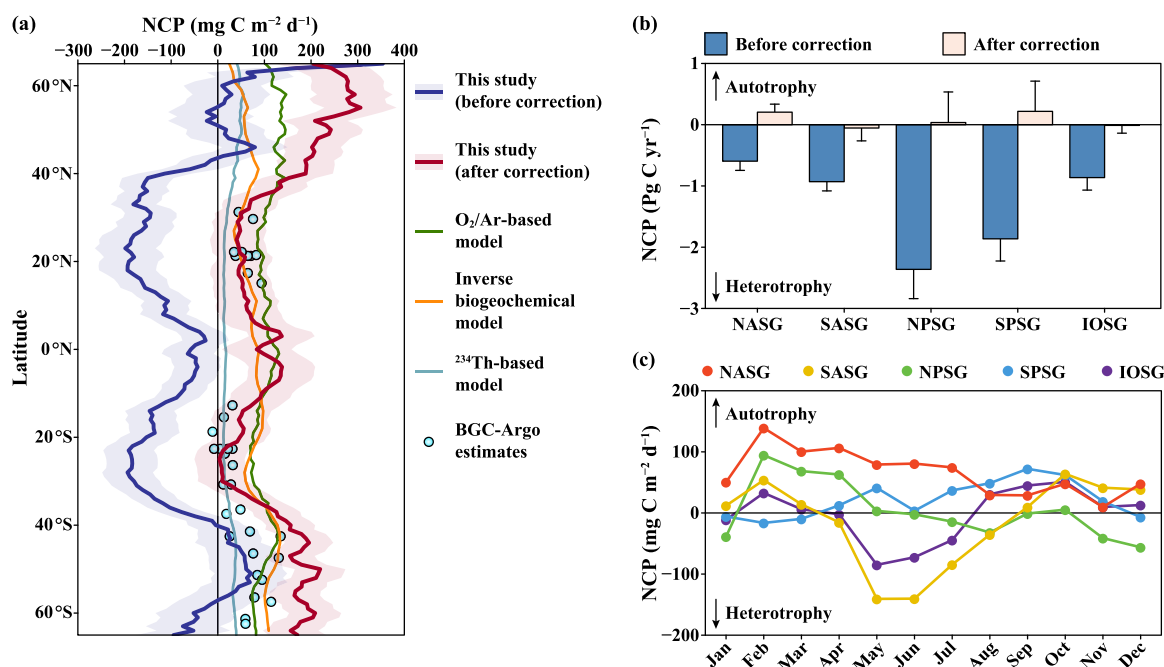 (a)
NCP (mg C m⁻² d⁻¹)
−300 −200 −100 0 100 200 300 400
Latitude
60°N
40°N
20°N
0°N
20°S
40°S
60°S
This study
(before correction)
This study
(after correction)
O₂/Ar-based
model
Inverse
biogeochemical
model
²³⁴Th-based
model
BGC-Argo
estimates
(b)
Before correction After correction
NCP (Pg C yr⁻¹)
1
0
−1
−2
−3
Autotrophy
Heterotrophy
NASG SASG NPSG SPSG IOSG
(c)
NASG SASG NPSG SPSG IOSG
NCP (mg C m⁻² d⁻¹)
200
100
0
−100
−200
Autotrophy
Heterotrophy
Jan Feb Mar Apr May Jun Jul Aug Sep Oct Nov Dec